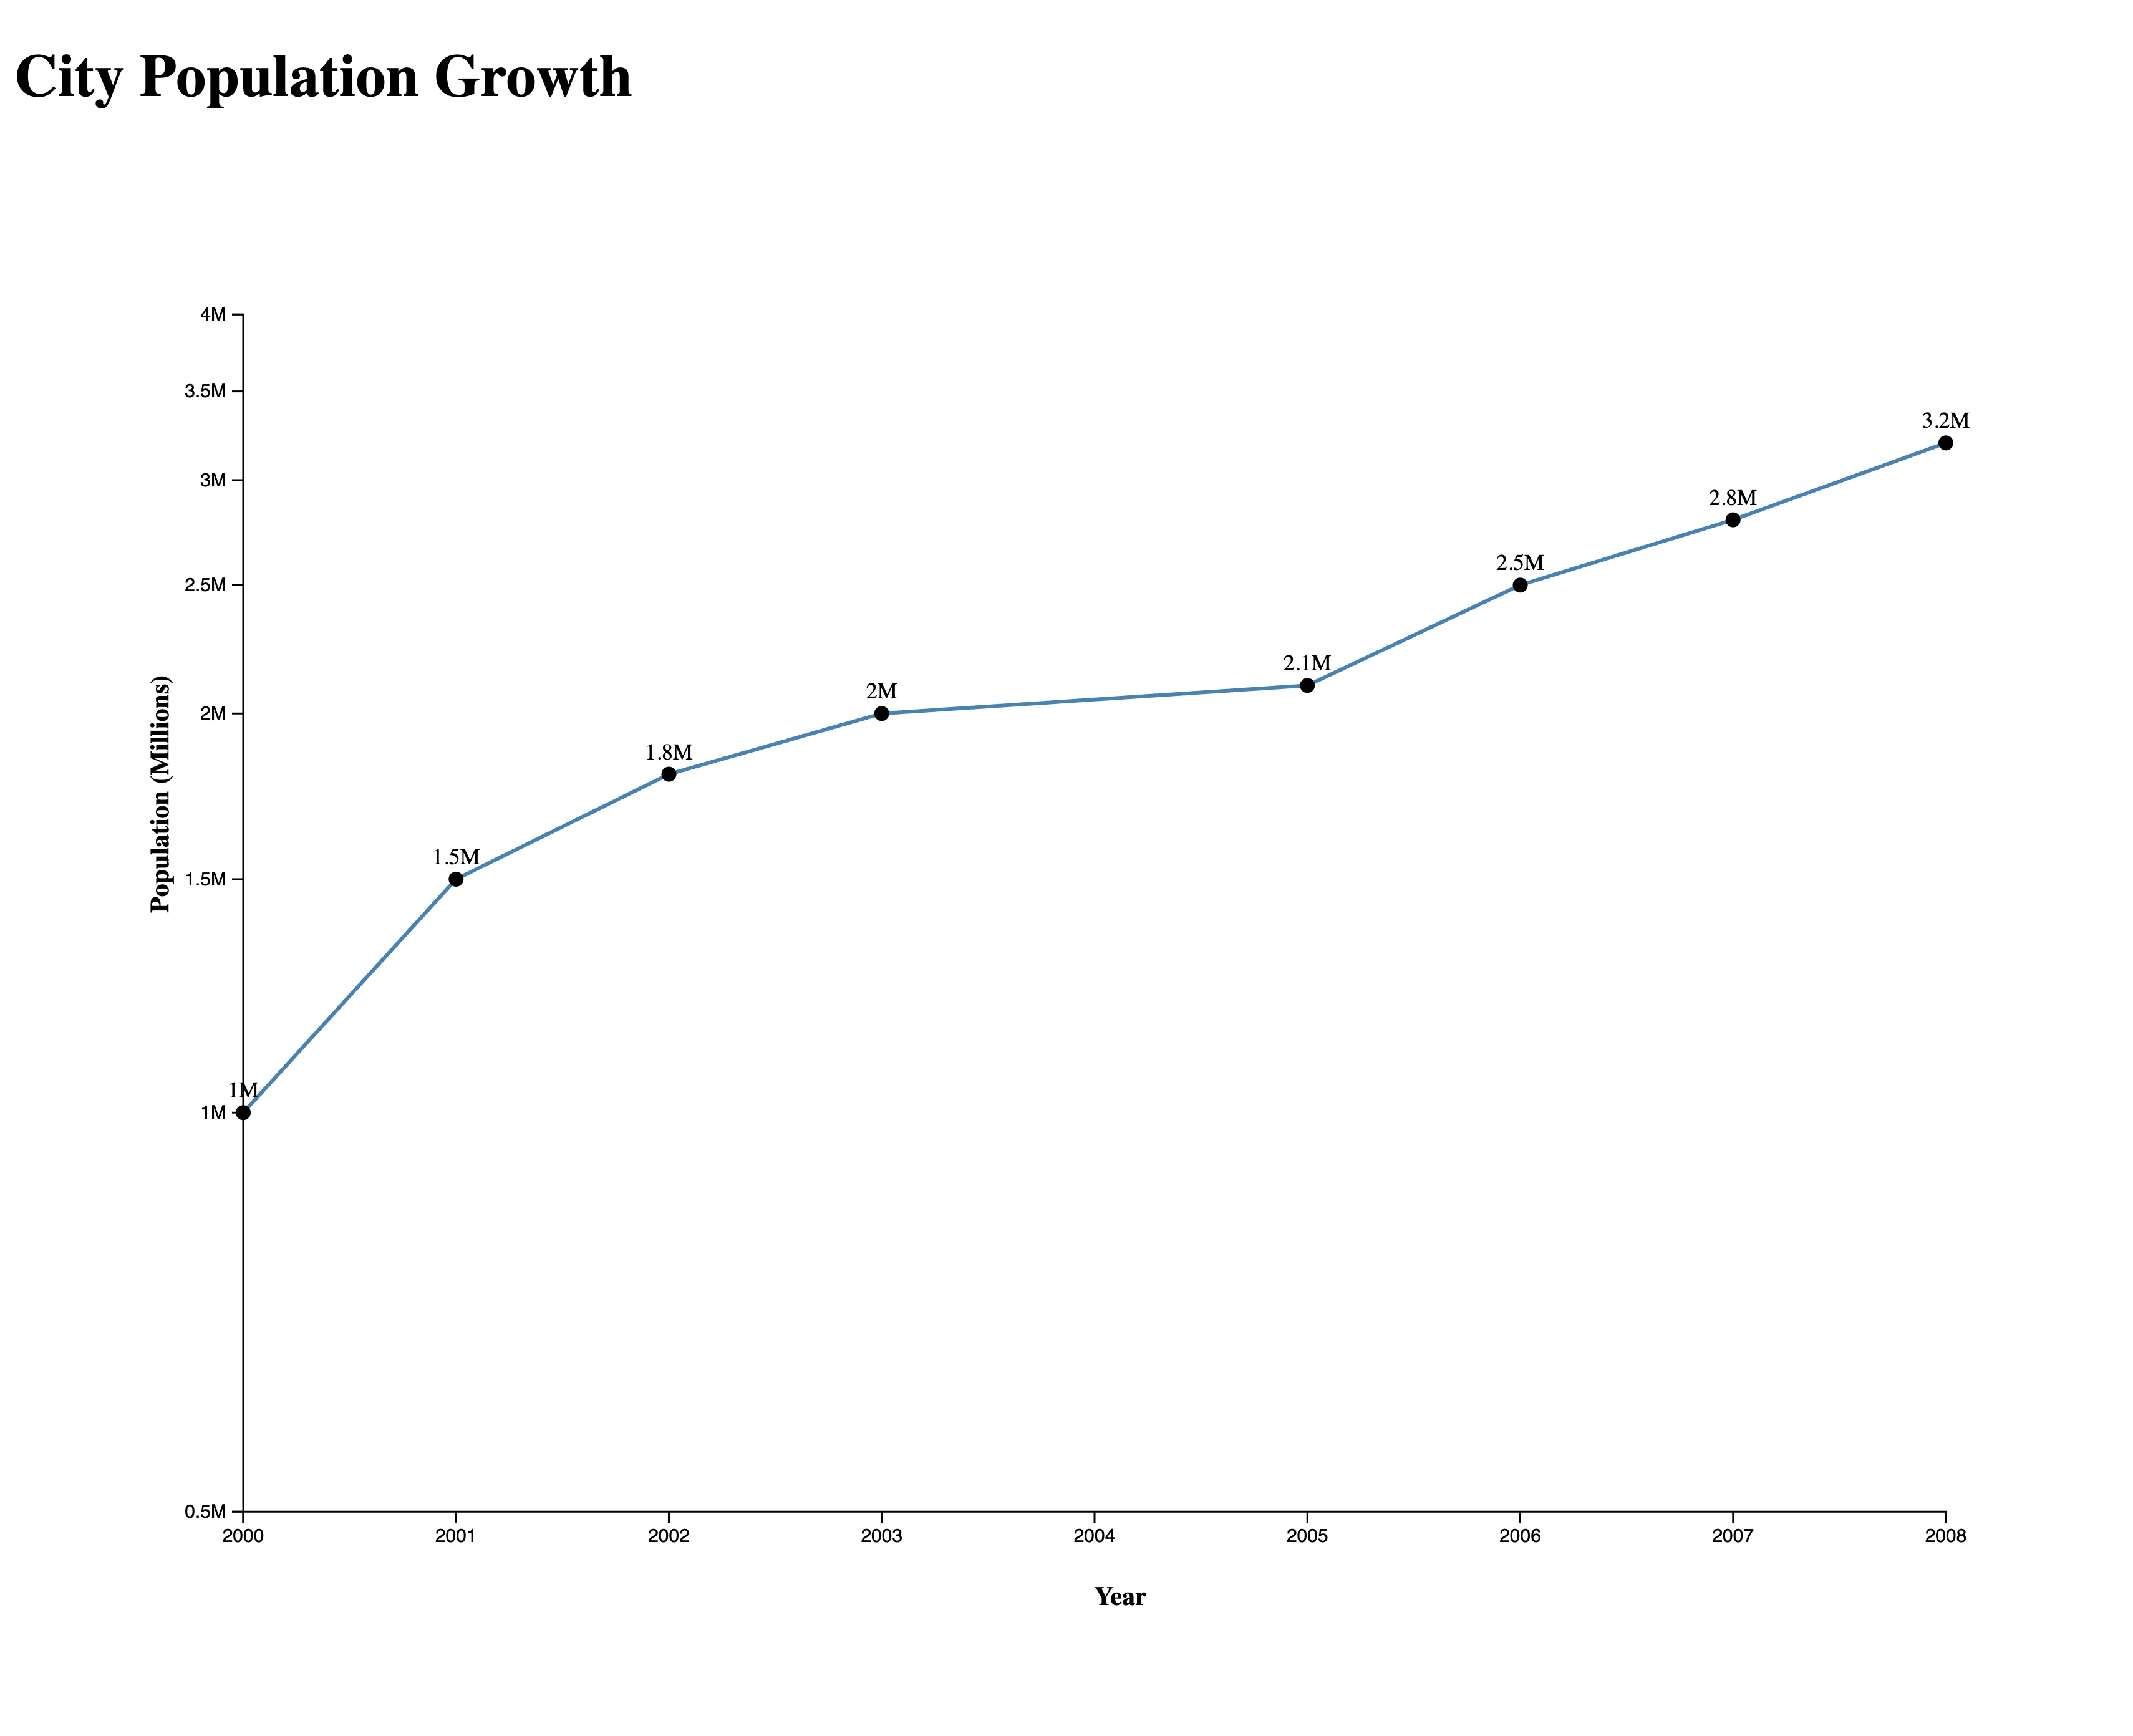 City Population Growth
4M
3.5M
3M
2.5M
2M
1.5M
1M
0.5M
Population (Millions)
1M
1.5M
1.8M
2M
2.1M
2.5M
2.8M
3.2M
2000 2001 2002 2003 2004 2005 2006 2007 2008
Year